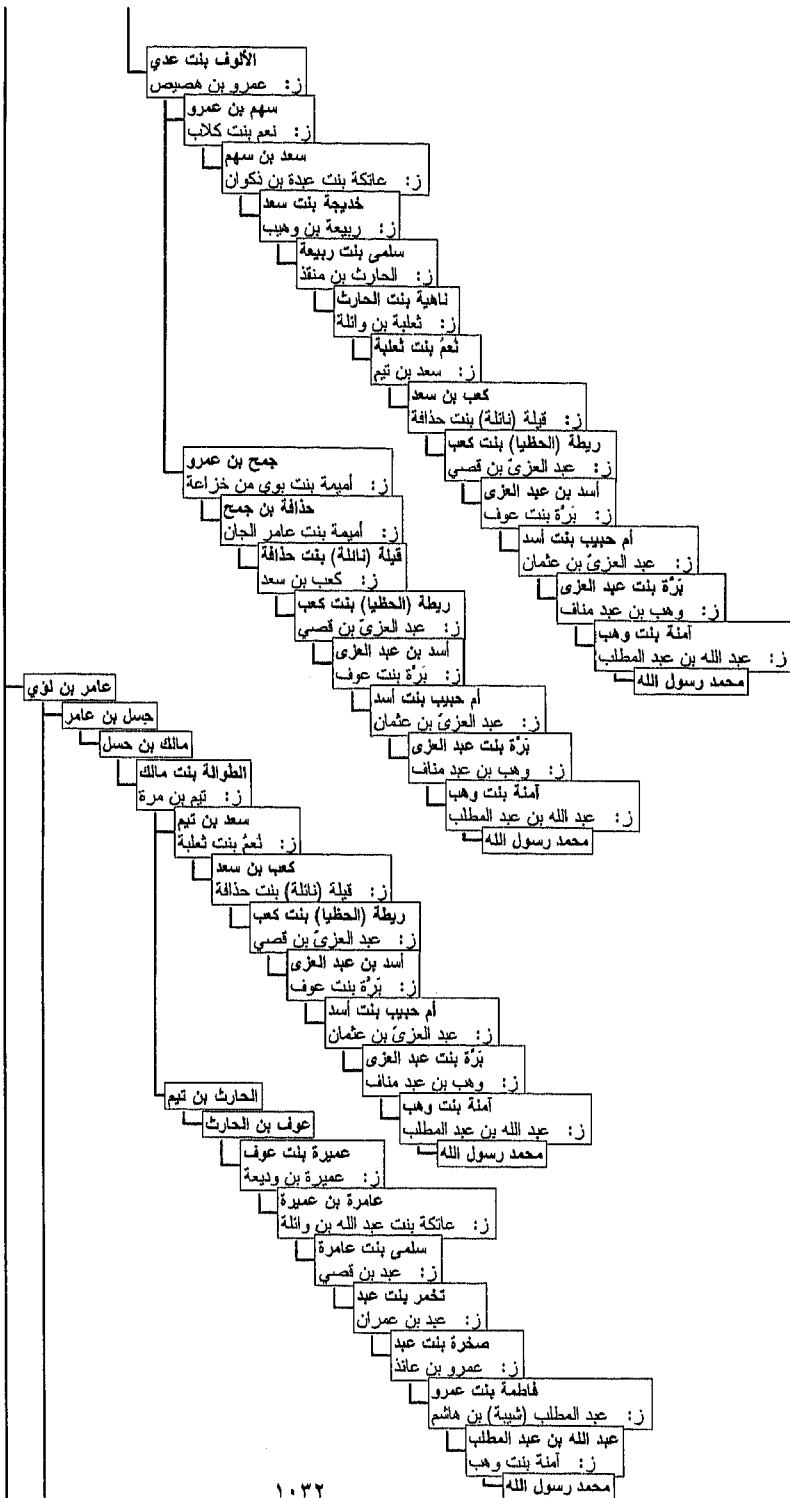 الألوف بنت عدي
ز: عمرو بن هصيص
سهم بن عمرو
ز: نعم بنت كلاب
سعد بن سهم
ز: عاتكة بنت عبدة بن ذكوان
خديجة بنت سعد
ز: ربيعة بن وهيب
سلمى بنت ربيعة
ز: الحارث بن منقذ
ناهية بنت الحارث
ز: ثعلبة بن وائلة
نُعمُ بنت ثعلبة
ز: سعد بن تيم
كعب بن سعد
ز: قيلة (نائلة) بنت حذافة
ريطة (الحظيا) بنت كعب
ز: عبد العزىّ بن قصي
أسد بن عبد العزى
ز: بَرَّة بنت عوف
أم حبيب بنت أسد
ز: عبد العزىّ بن عثمان
بَرَّة بنت عبد العزى
ز: وهب بن عبد مناف
آمنة بنت وهب
ز: عبد الله بن عبد المطلب
محمد رسول الله
جمح بن عمرو
ز: أميمة بنت بوي من خزاعة
حذافة بن جمح
ز: أميمة بنت عامر الجان
قيلة (نائلة) بنت حذافة
ز: كعب بن سعد
ريطة (الحظيا) بنت كعب
ز: عبد العزىّ بن قصي
أسد بن عبد العزى
ز: بَرَّة بنت عوف
أم حبيب بنت أسد
ز: عبد العزىّ بن عثمان
بَرَّة بنت عبد العزى
ز: وهب بن عبد مناف
آمنة بنت وهب
ز: عبد الله بن عبد المطلب
محمد رسول الله
عامر بن لؤي
حِسل بن عامر
مالك بن حسل
الطوالة بنت مالك
ز: تيم بن مرة
سعد بن تيم
ز: نُعمُ بنت ثعلبة
كعب بن سعد
ز: قيلة (نائلة) بنت حذافة
ريطة (الحظيا) بنت كعب
ز: عبد العزىّ بن قصي
أسد بن عبد العزى
ز: بَرَّة بنت عوف
أم حبيب بنت أسد
ز: عبد العزىّ بن عثمان
بَرَّة بنت عبد العزى
ز: وهب بن عبد مناف
آمنة بنت وهب
ز: عبد الله بن عبد المطلب
محمد رسول الله
الحارث بن تيم
عوف بن الحارث
عميرة بنت عوف
ز: عميرة بن وديعة
عامرة بن عميرة
ز: عاتكة بنت عبد الله بن وائلة
سلمى بنت عامرة
ز: عبد بن قصي
تخمر بنت عبد
ز: عبد بن عمران
صخرة بنت عبد
ز: عمرو بن عائذ
فاطمة بنت عمرو
ز: عبد المطلب (شيبة) بن هاشم
عبد الله بن عبد المطلب
ز: آمنة بنت وهب
محمد رسول الله
١٠٣٢